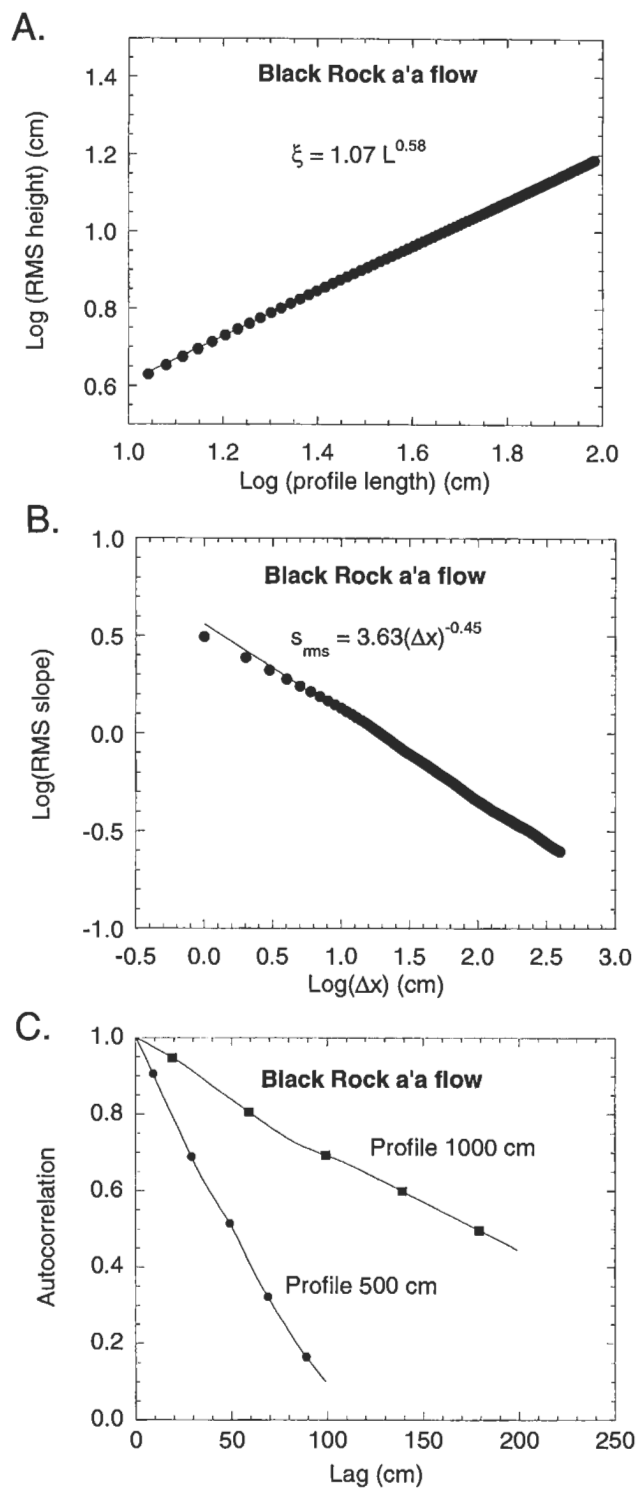 A.
Black Rock a'a flow
ξ = 1.07 L^0.58
Log (RMS height) (cm)
1.4
1.2
1.0
0.8
0.6
1.0 1.2 1.4 1.6 1.8 2.0
Log (profile length) (cm)
B.
Black Rock a'a flow
s_rms = 3.63(Δx)^-0.45
Log(RMS slope)
1.0
0.5
0.0
-0.5
-1.0
-0.5 0.0 0.5 1.0 1.5 2.0 2.5 3.0
Log(Δx) (cm)
C.
Black Rock a'a flow
Profile 1000 cm
Profile 500 cm
Autocorrelation
1.0
0.8
0.6
0.4
0.2
0.0
0 50 100 150 200 250
Lag (cm)